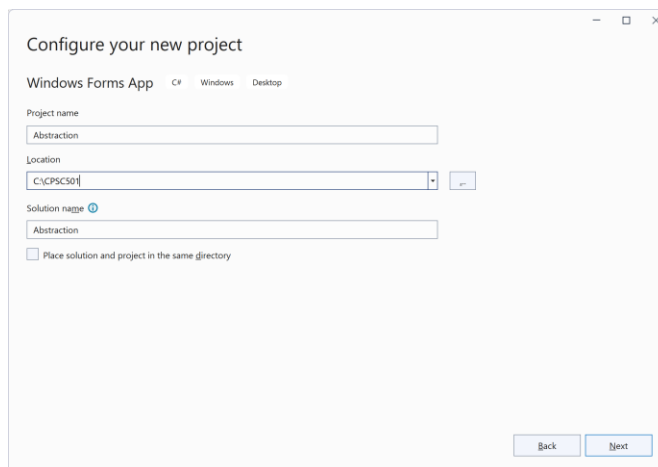 Configure your new project
Windows Forms App C# Windows Desktop
Project name
Abstraction
Location
C:\CPSC501
Solution name
Abstraction
Place solution and project in the same directory
Back Next